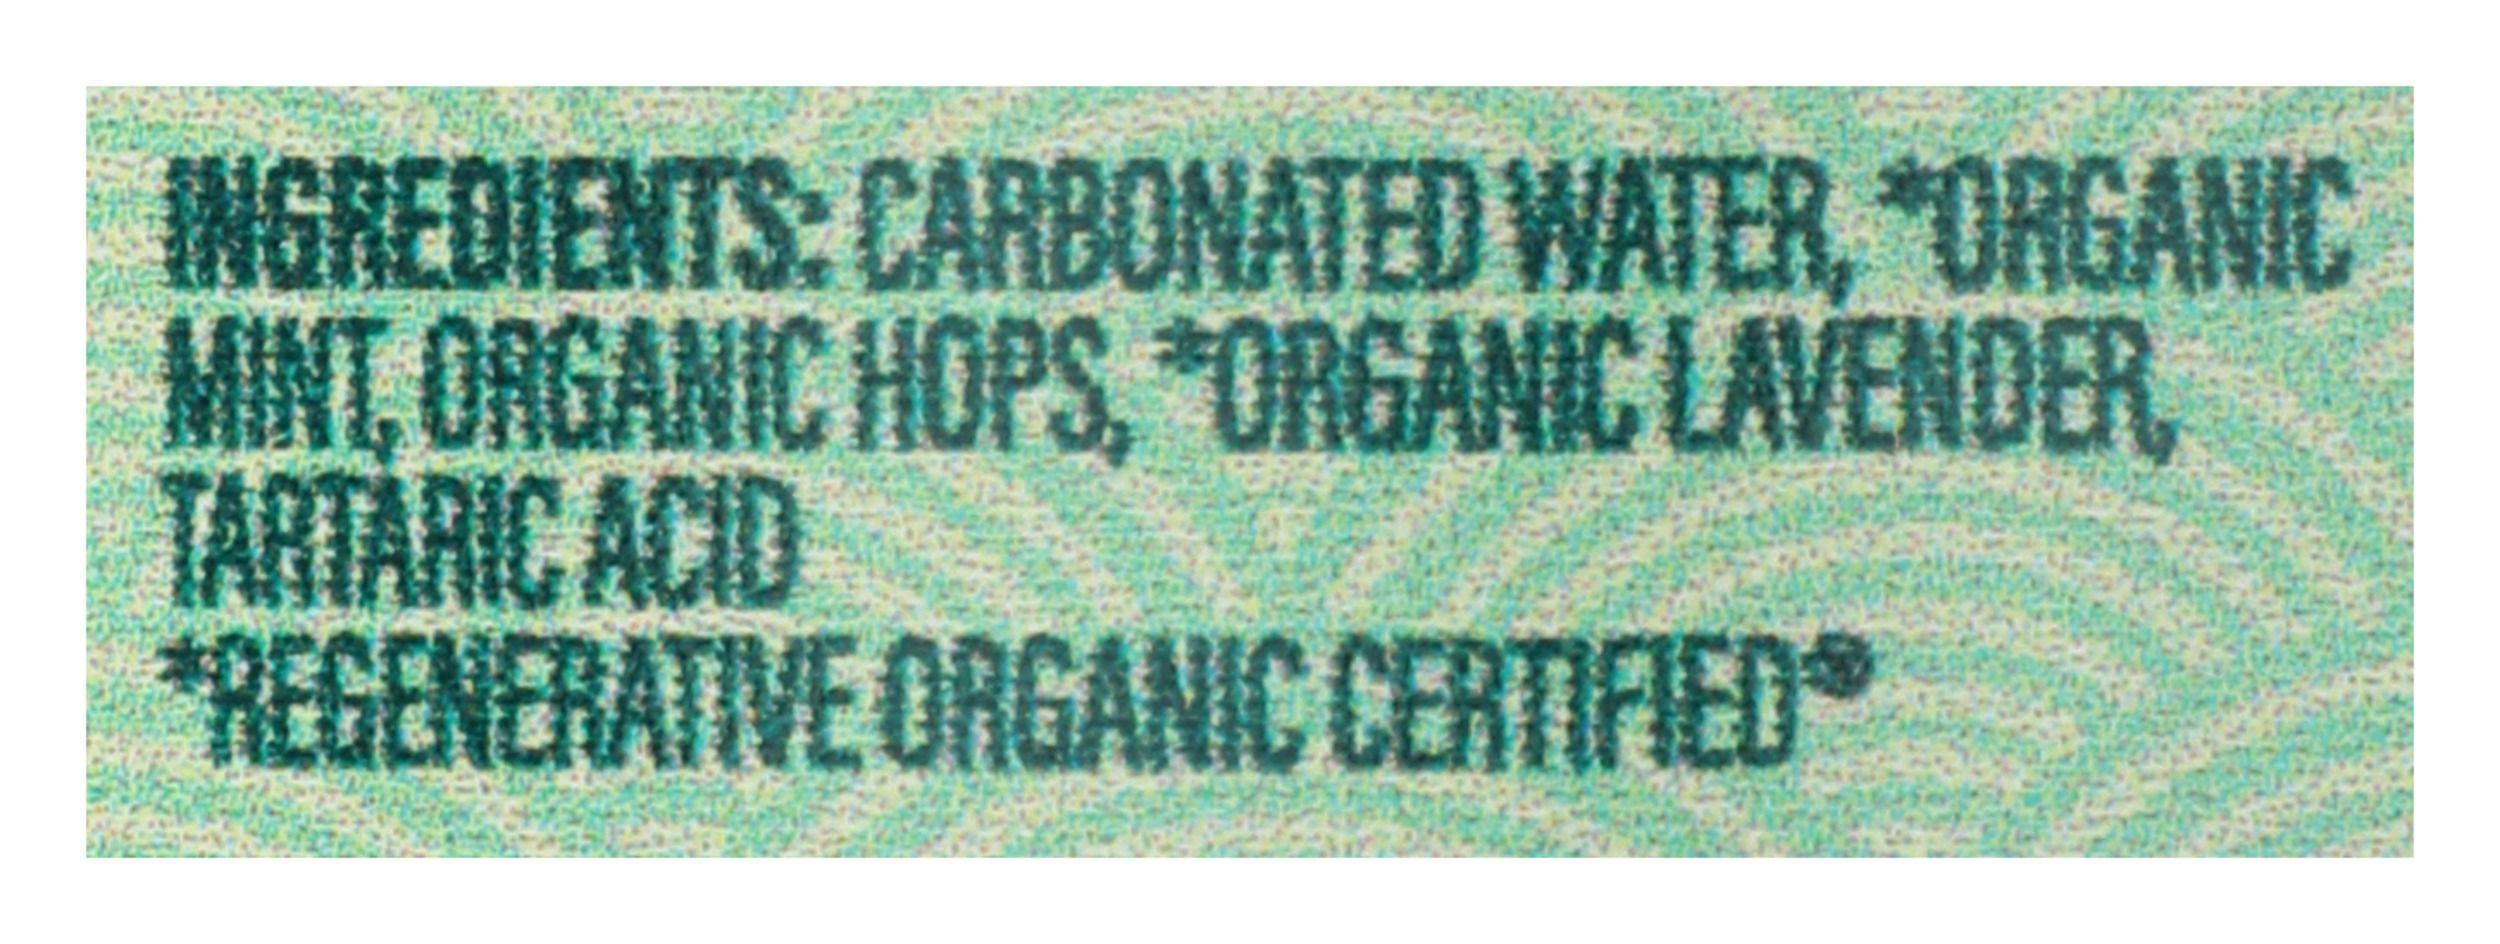 INGREDIENTS: CARBONATED WATER, *ORGANIC
MINT, ORGANIC HOPS, *ORGANIC LAVENDER,
TARTARIC ACID
*REGENERATIVE ORGANIC CERTIFIED®